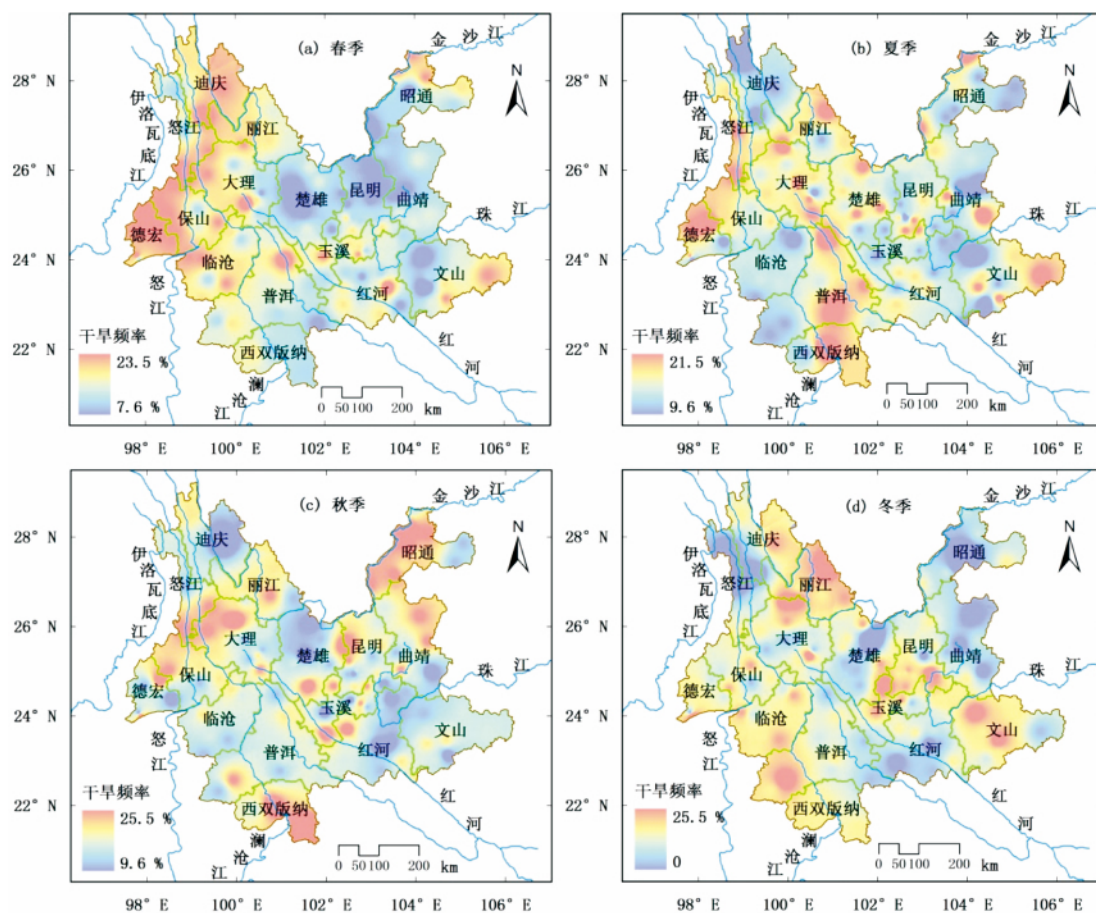 (a) 春季
金沙江
28° N
26° N
24° N
22° N
N
迪庆
昭通
伊洛瓦底江
怒江
丽江
大理
楚雄
昆明
曲靖
珠江
保山
德宏
玉溪
临沧
文山
怒江
普洱
红河
干旱频率
23.5 %
7.6 %
西双版纳
红河
澜沧江
0 50 100 200
km
98° E 100° E 102° E 104° E 106° E
(b) 夏季
金沙江
28° N
26° N
24° N
22° N
N
迪庆
昭通
伊洛瓦底江
怒江
丽江
大理
楚雄
昆明
曲靖
珠江
保山
德宏
玉溪
临沧
文山
怒江
普洱
红河
干旱频率
21.5 %
9.6 %
西双版纳
红河
澜沧江
0 50 100 200
km
98° E 100° E 102° E 104° E 106° E
(c) 秋季
金沙江
28° N
26° N
24° N
22° N
N
迪庆
昭通
伊洛瓦底江
怒江
丽江
大理
楚雄
昆明
曲靖
珠江
保山
德宏
玉溪
临沧
文山
怒江
普洱
红河
干旱频率
25.5 %
9.6 %
西双版纳
红河
澜沧江
0 50 100 200
km
98° E 100° E 102° E 104° E 106° E
(d) 冬季
金沙江
28° N
26° N
24° N
22° N
N
迪庆
昭通
伊洛瓦底江
怒江
丽江
大理
楚雄
昆明
曲靖
珠江
保山
德宏
玉溪
临沧
文山
怒江
普洱
红河
干旱频率
25.5 %
0
西双版纳
红河
澜沧江
0 50 100 200
km
98° E 100° E 102° E 104° E 106° E